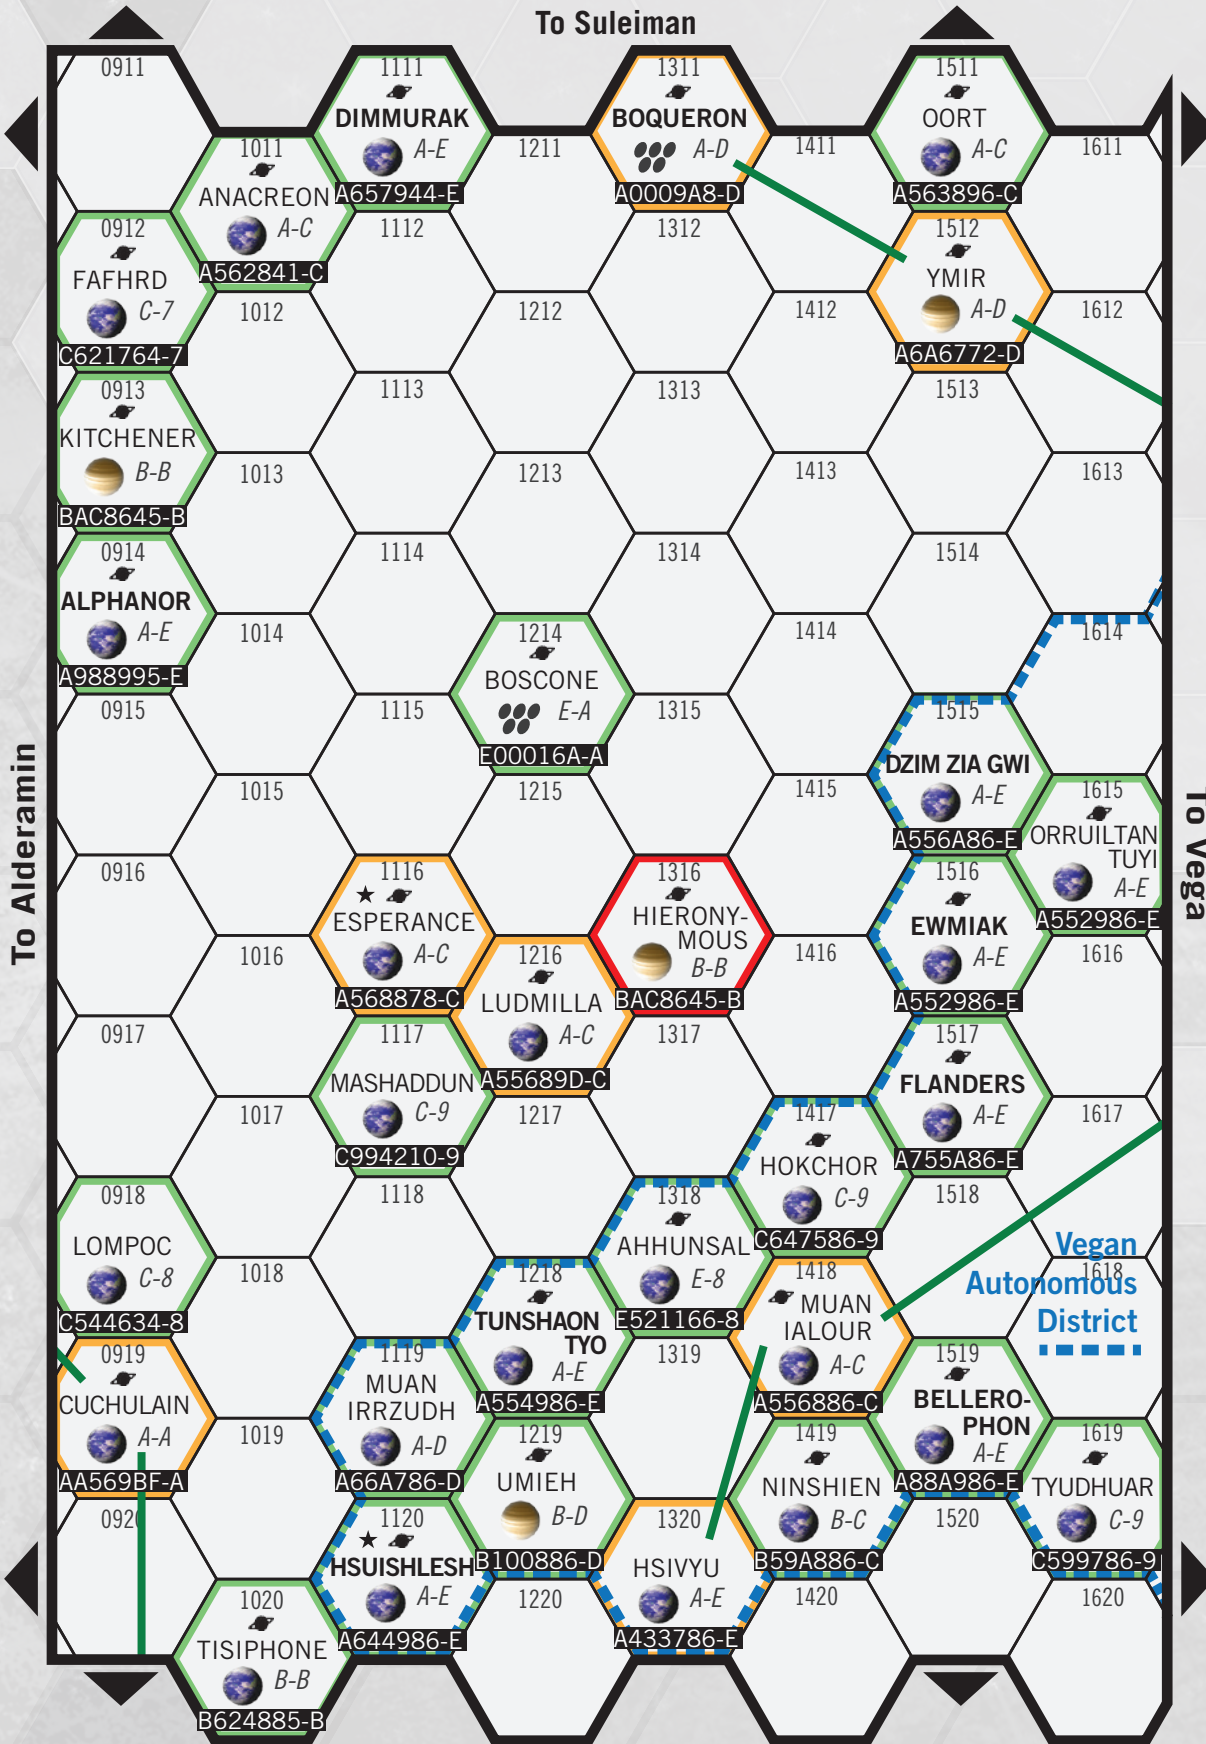 To Suleiman
0911
1111
DIMMURAK
A-E
A657944-E
1311
BOQUERON
A-D
A0009A8-D
1511
OORT
A-C
A563896-C
1011
ANACREON
A-C
A562841-C
1211
1411
1611
0912
FAFHRD
C-7
C621764-7
1112
1312
1512
YMIR
A-D
A6A6772-D
1012
1212
1412
1612
0913
KITCHENER
B-B
BAC8645-B
1113
1313
1513
1013
1213
1413
1613
0914
ALPHANOR
A-E
A988995-E
1114
1314
1514
1014
1214
BOSCONE
E-A
E00016A-A
1414
1614
0915
1115
1315
1515
DZIM ZIA GWI
A-E
A556A86-E
1015
1215
1415
1615
ORRUILTAN
TUYI
A-E
A552986-E
To Alderamin
To Vega
0916
1116
ESPERANCE
A-C
A568878-C
1316
HIERONY-
MOUS
B-B
BAC8645-B
1516
EWMIAK
A-E
A552986-E
1016
1216
LUDMILLA
A-C
A55689D-C
1416
1616
0917
1117
MASHADDUN
C-9
C994210-9
1317
1517
FLANDERS
A-E
A755A86-E
1017
1217
1417
HOKCHOR
C-9
C647586-9
1617
0918
LOMPOC
C-8
C544634-8
1118
1318
AHHUNSAL
E-8
E521166-8
1518
1018
1218
TUNSHAON
TYO
A-E
A554986-E
1418
MUAN
IALOUR
A-C
A556886-C
1618
Vegan
Autonomous
District
0919
CUCHULAIN
A-A
AA569BF-A
1119
MUAN
IRRZUDH
A-D
A66A786-D
1319
1519
BELLERO-
PHON
A-E
A88A986-E
1019
1219
UMIEH
B-D
B100886-D
1419
NINSHIEN
B-C
B59A886-C
1619
TYUDHUAR
C-9
C599786-9
0920
1120
HSUISHLESH
A-E
A644986-E
1320
HSIVYU
A-E
A433786-E
1520
1020
TISIPHONE
B-B
B624885-B
1220
1420
1620